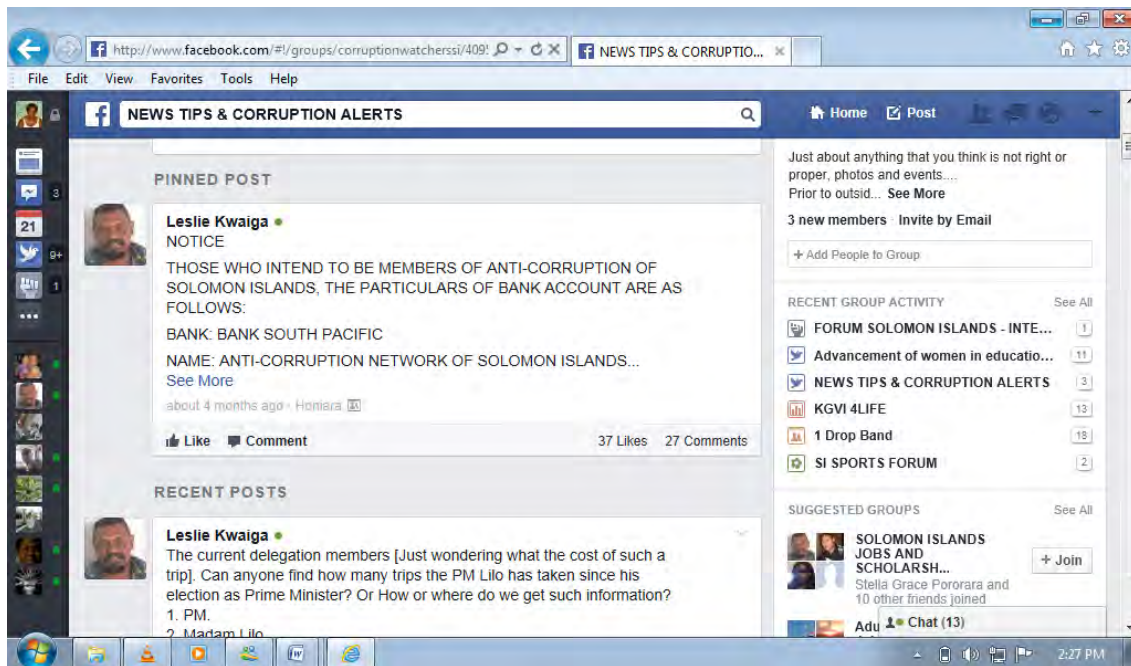 http://www.facebook.com/#!/groups/corruptionwatcherssi/409!
NEWS TIPS & CORRUPTIO...
File Edit View Favorites Tools Help
NEWS TIPS & CORRUPTION ALERTS
Home Post
3
21
9+
1
PINNED POST
Leslie Kwaiga
NOTICE
THOSE WHO INTEND TO BE MEMBERS OF ANTI-CORRUPTION OF
SOLOMON ISLANDS, THE PARTICULARS OF BANK ACCOUNT ARE AS
FOLLOWS:
BANK: BANK SOUTH PACIFIC
NAME: ANTI-CORRUPTION NETWORK OF SOLOMON ISLANDS...
See More
about 4 months ago · Honiara
Like Comment 37 Likes 27 Comments
RECENT POSTS
Leslie Kwaiga
The current delegation members [Just wondering what the cost of such a
trip]. Can anyone find how many trips the PM Lilo has taken since his
election as Prime Minister? Or How or where do we get such information?
1. PM.
2. Madam Lilo
Just about anything that you think is not right or
proper, photos and events....
Prior to outsid... See More
3 new members · Invite by Email
+ Add People to Group
RECENT GROUP ACTIVITY See All
FORUM SOLOMON ISLANDS - INTE... 1
Advancement of women in educatio... 11
NEWS TIPS & CORRUPTION ALERTS 3
KGVI 4LIFE 13
1 Drop Band 18
SI SPORTS FORUM 2
SUGGESTED GROUPS See All
SOLOMON ISLANDS
JOBS AND
SCHOLARSH...
+ Join
Stella Grace Pororara and
10 other friends joined
Adu
Chat (13)
2:27 PM